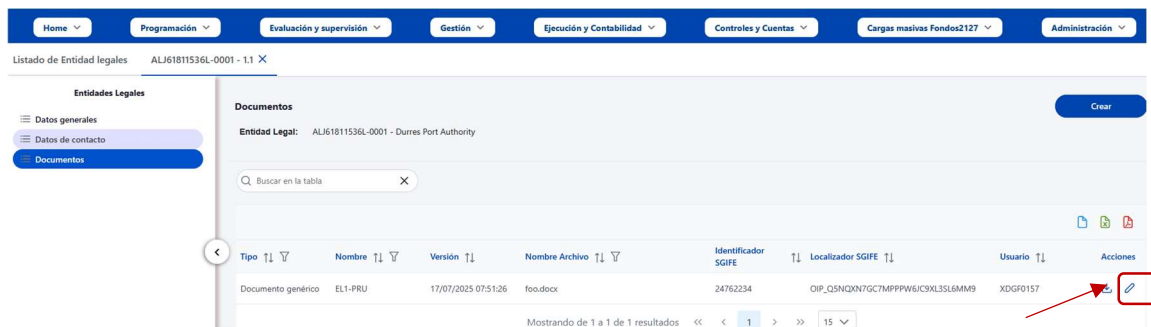 Home Programación Evaluación y supervisión Gestión Ejecución y Contabilidad Controles y Cuentas Cargas masivas Fondos2127 Administración
Listado de Entidad legales ALJ61811536L-0001 - 1.1 X
Entidades Legales
Datos generales
Datos de contacto
Documentos
Documentos
Crear
Entidad Legal: ALJ61811536L-0001 - Durres Port Authority
Buscar en la tabla
Tipo Nombre Versión Nombre Archivo Identificador SGIFE Localizador SGIFE Usuario Acciones
Documento genérico EL1-PRU 17/07/2025 07:51:26 foo.docx 24762234 OIP_Q5NQXN7GC7MPPPW6JC9XL3SL6MM9 XDGF0157
Mostrando de 1 a 1 de 1 resultados << < 1 > >> 15